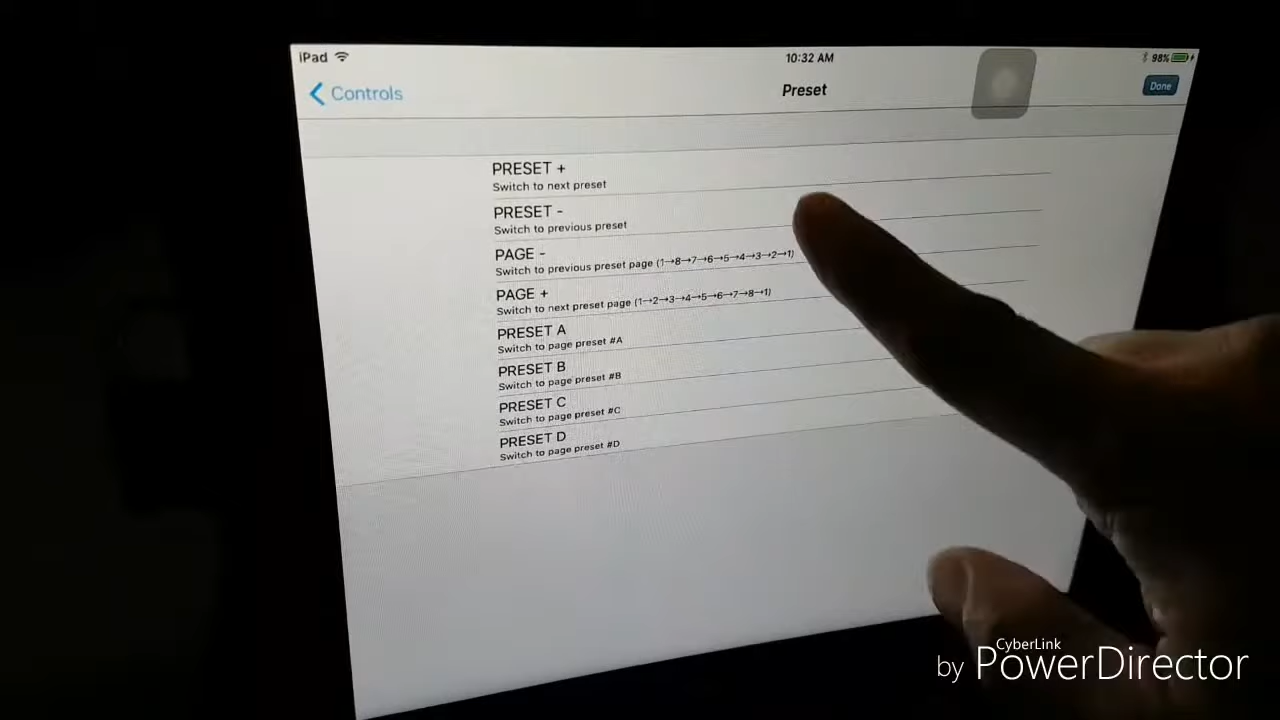 iPad 10:32 AM 98%
Controls Preset Done
PRESET +
Switch to next preset
PRESET -
Switch to previous preset
PAGE -
Switch to previous preset page (1→8→7→6→5→4→3→2→1)
PAGE +
Switch to next preset page (1→2→3→4→5→6→7→8→1)
PRESET A
Switch to page preset #A
PRESET B
Switch to page preset #B
PRESET C
Switch to page preset #C
PRESET D
Switch to page preset #D
CyberLink
by PowerDirector